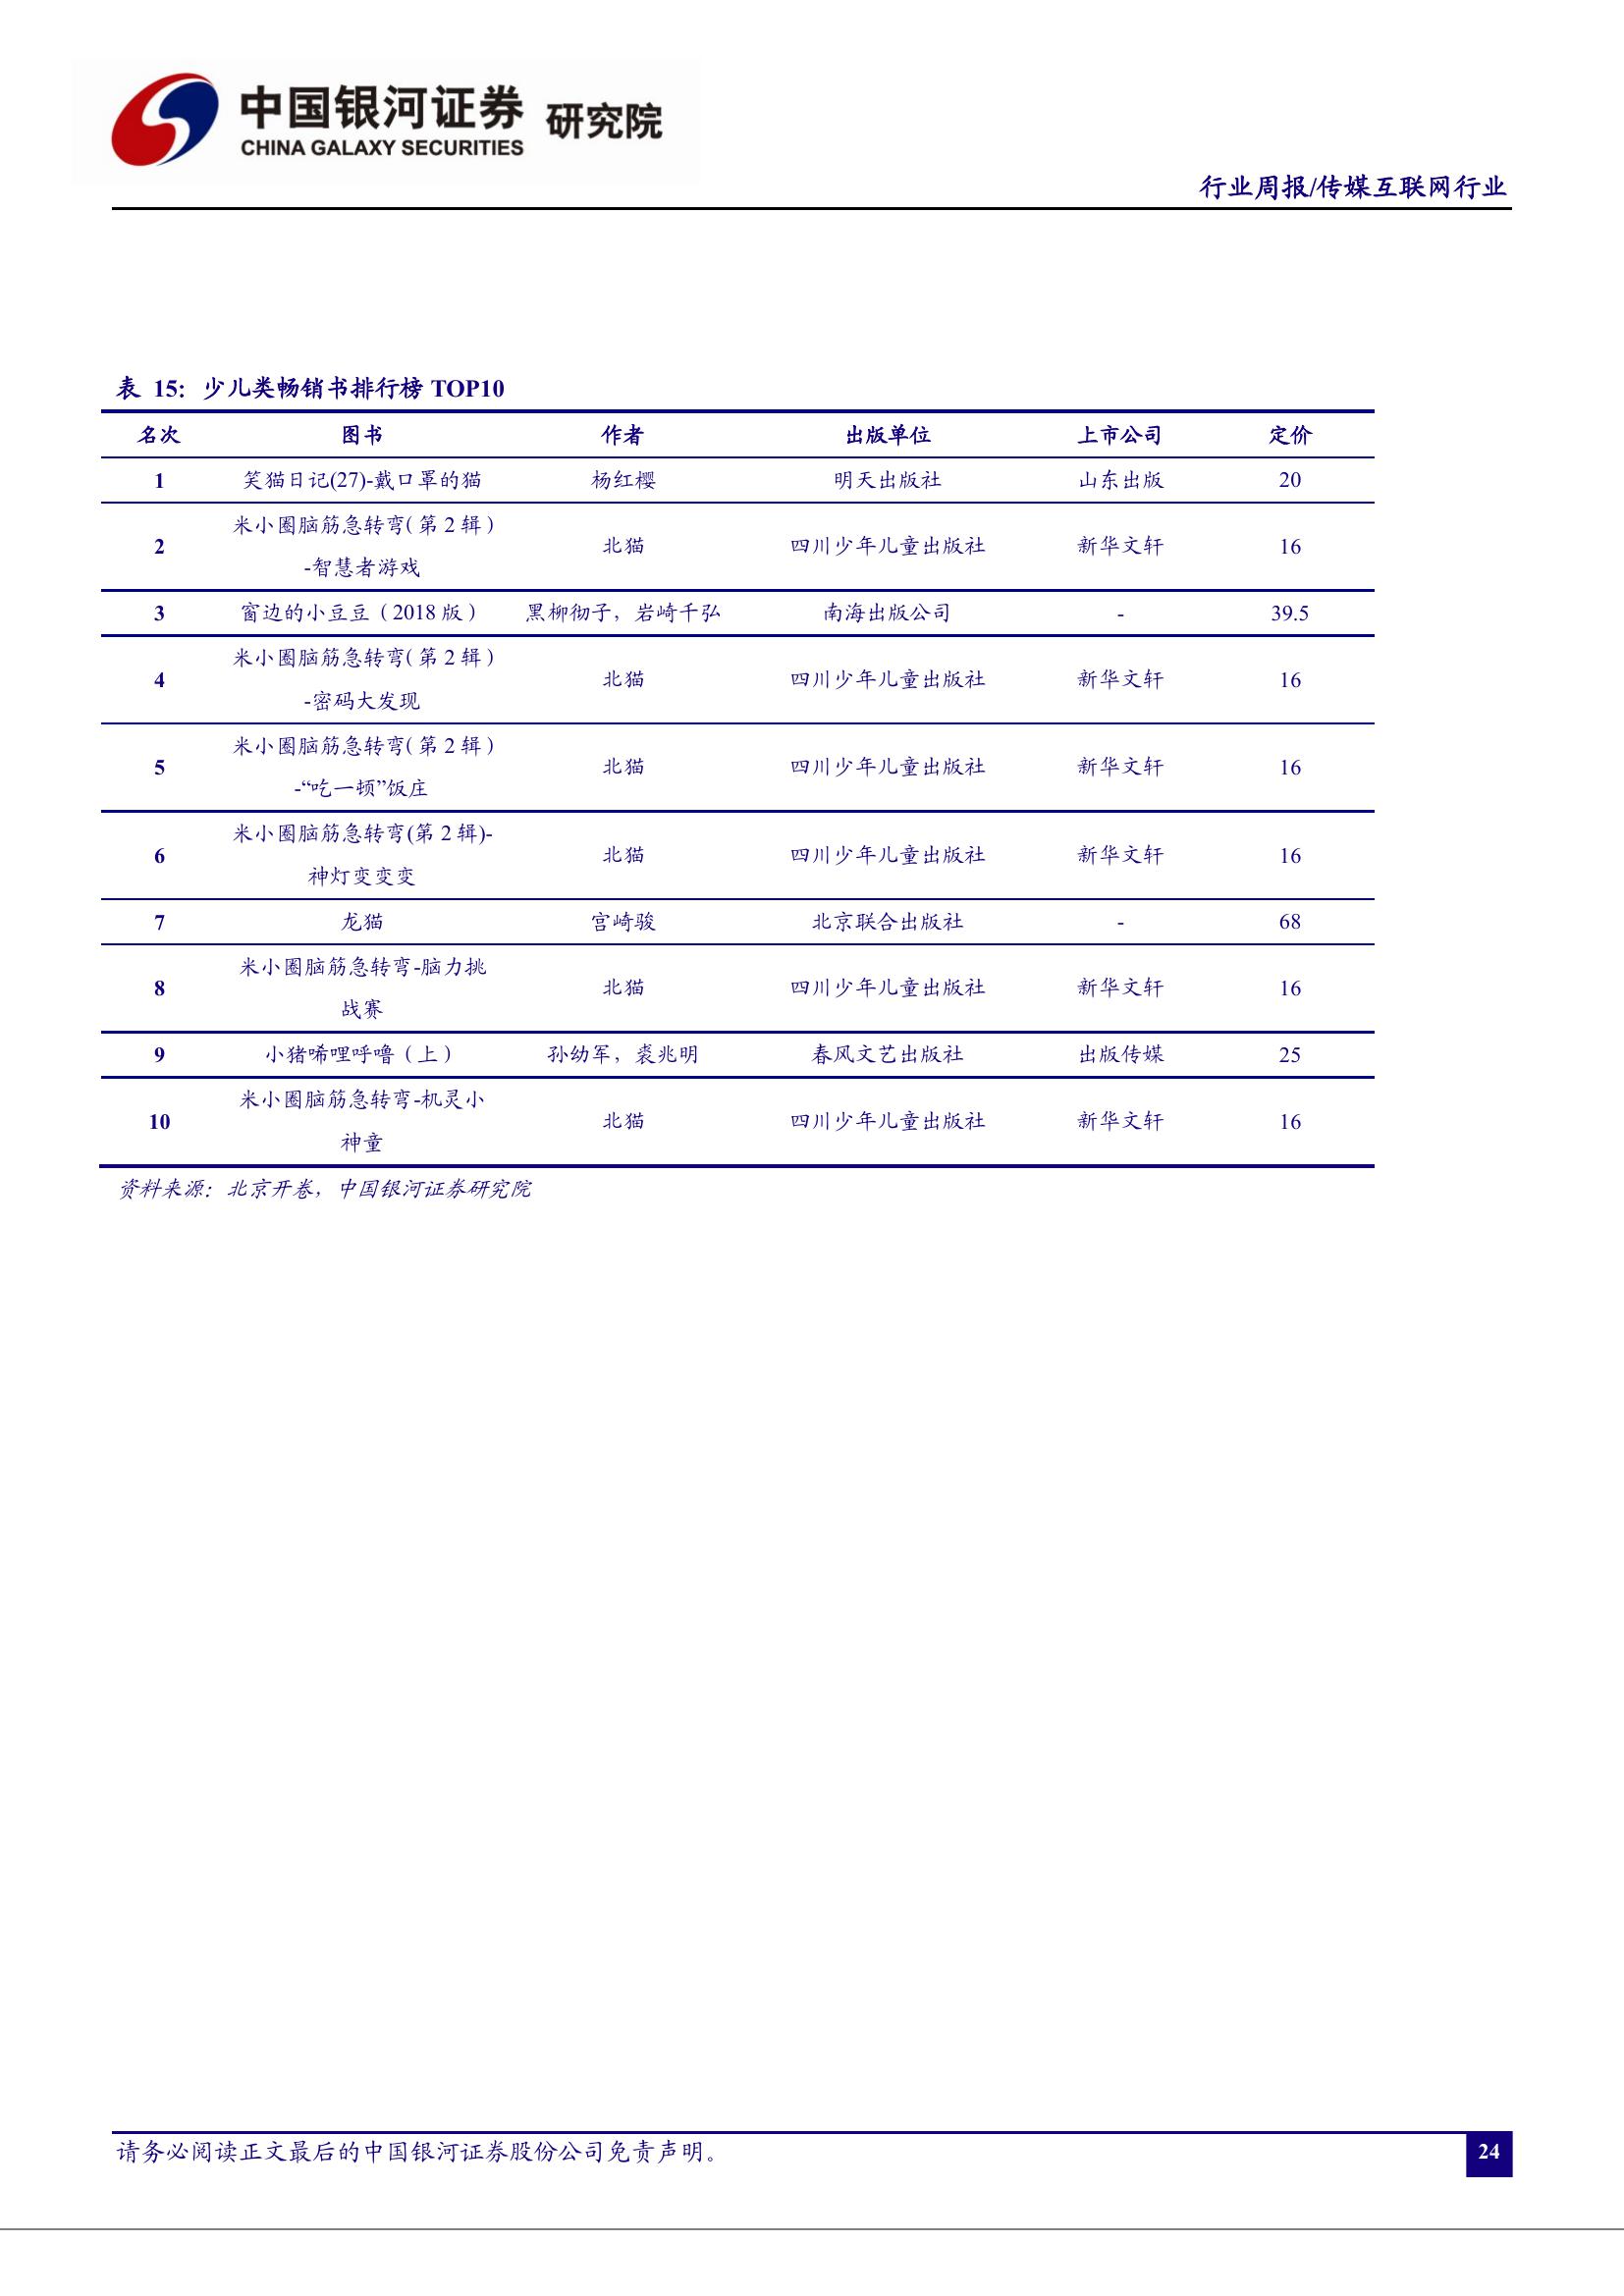 中国银河证券 研究院
CHINA GALAXY SECURITIES
行业周报/传媒互联网行业
表 15: 少儿类畅销书排行榜 TOP10
名次 图书 作者 出版单位 上市公司 定价
1 笑猫日记(27)-戴口罩的猫 杨红樱 明天出版社 山东出版 20
米小圈脑筋急转弯(第 2 辑)
2 北猫 四川少年儿童出版社 新华文轩 16
-智慧者游戏
3 窗边的小豆豆(2018 版) 黑柳彻子，岩崎千弘 南海出版公司 - 39.5
米小圈脑筋急转弯(第 2 辑)
4 北猫 四川少年儿童出版社 新华文轩 16
-密码大发现
米小圈脑筋急转弯(第 2 辑)
5 北猫 四川少年儿童出版社 新华文轩 16
-“吃一顿”饭庄
米小圈脑筋急转弯(第 2 辑)-
6 北猫 四川少年儿童出版社 新华文轩 16
神灯变变变
7 龙猫 宫崎骏 北京联合出版社 - 68
米小圈脑筋急转弯-脑力挑
8 北猫 四川少年儿童出版社 新华文轩 16
战赛
9 小猪唏哩呼噜（上） 孙幼军，裘兆明 春风文艺出版社 出版传媒 25
米小圈脑筋急转弯-机灵小
10 北猫 四川少年儿童出版社 新华文轩 16
神童
资料来源：北京开卷，中国银河证券研究院
请务必阅读正文最后的中国银河证券股份公司免责声明。
24